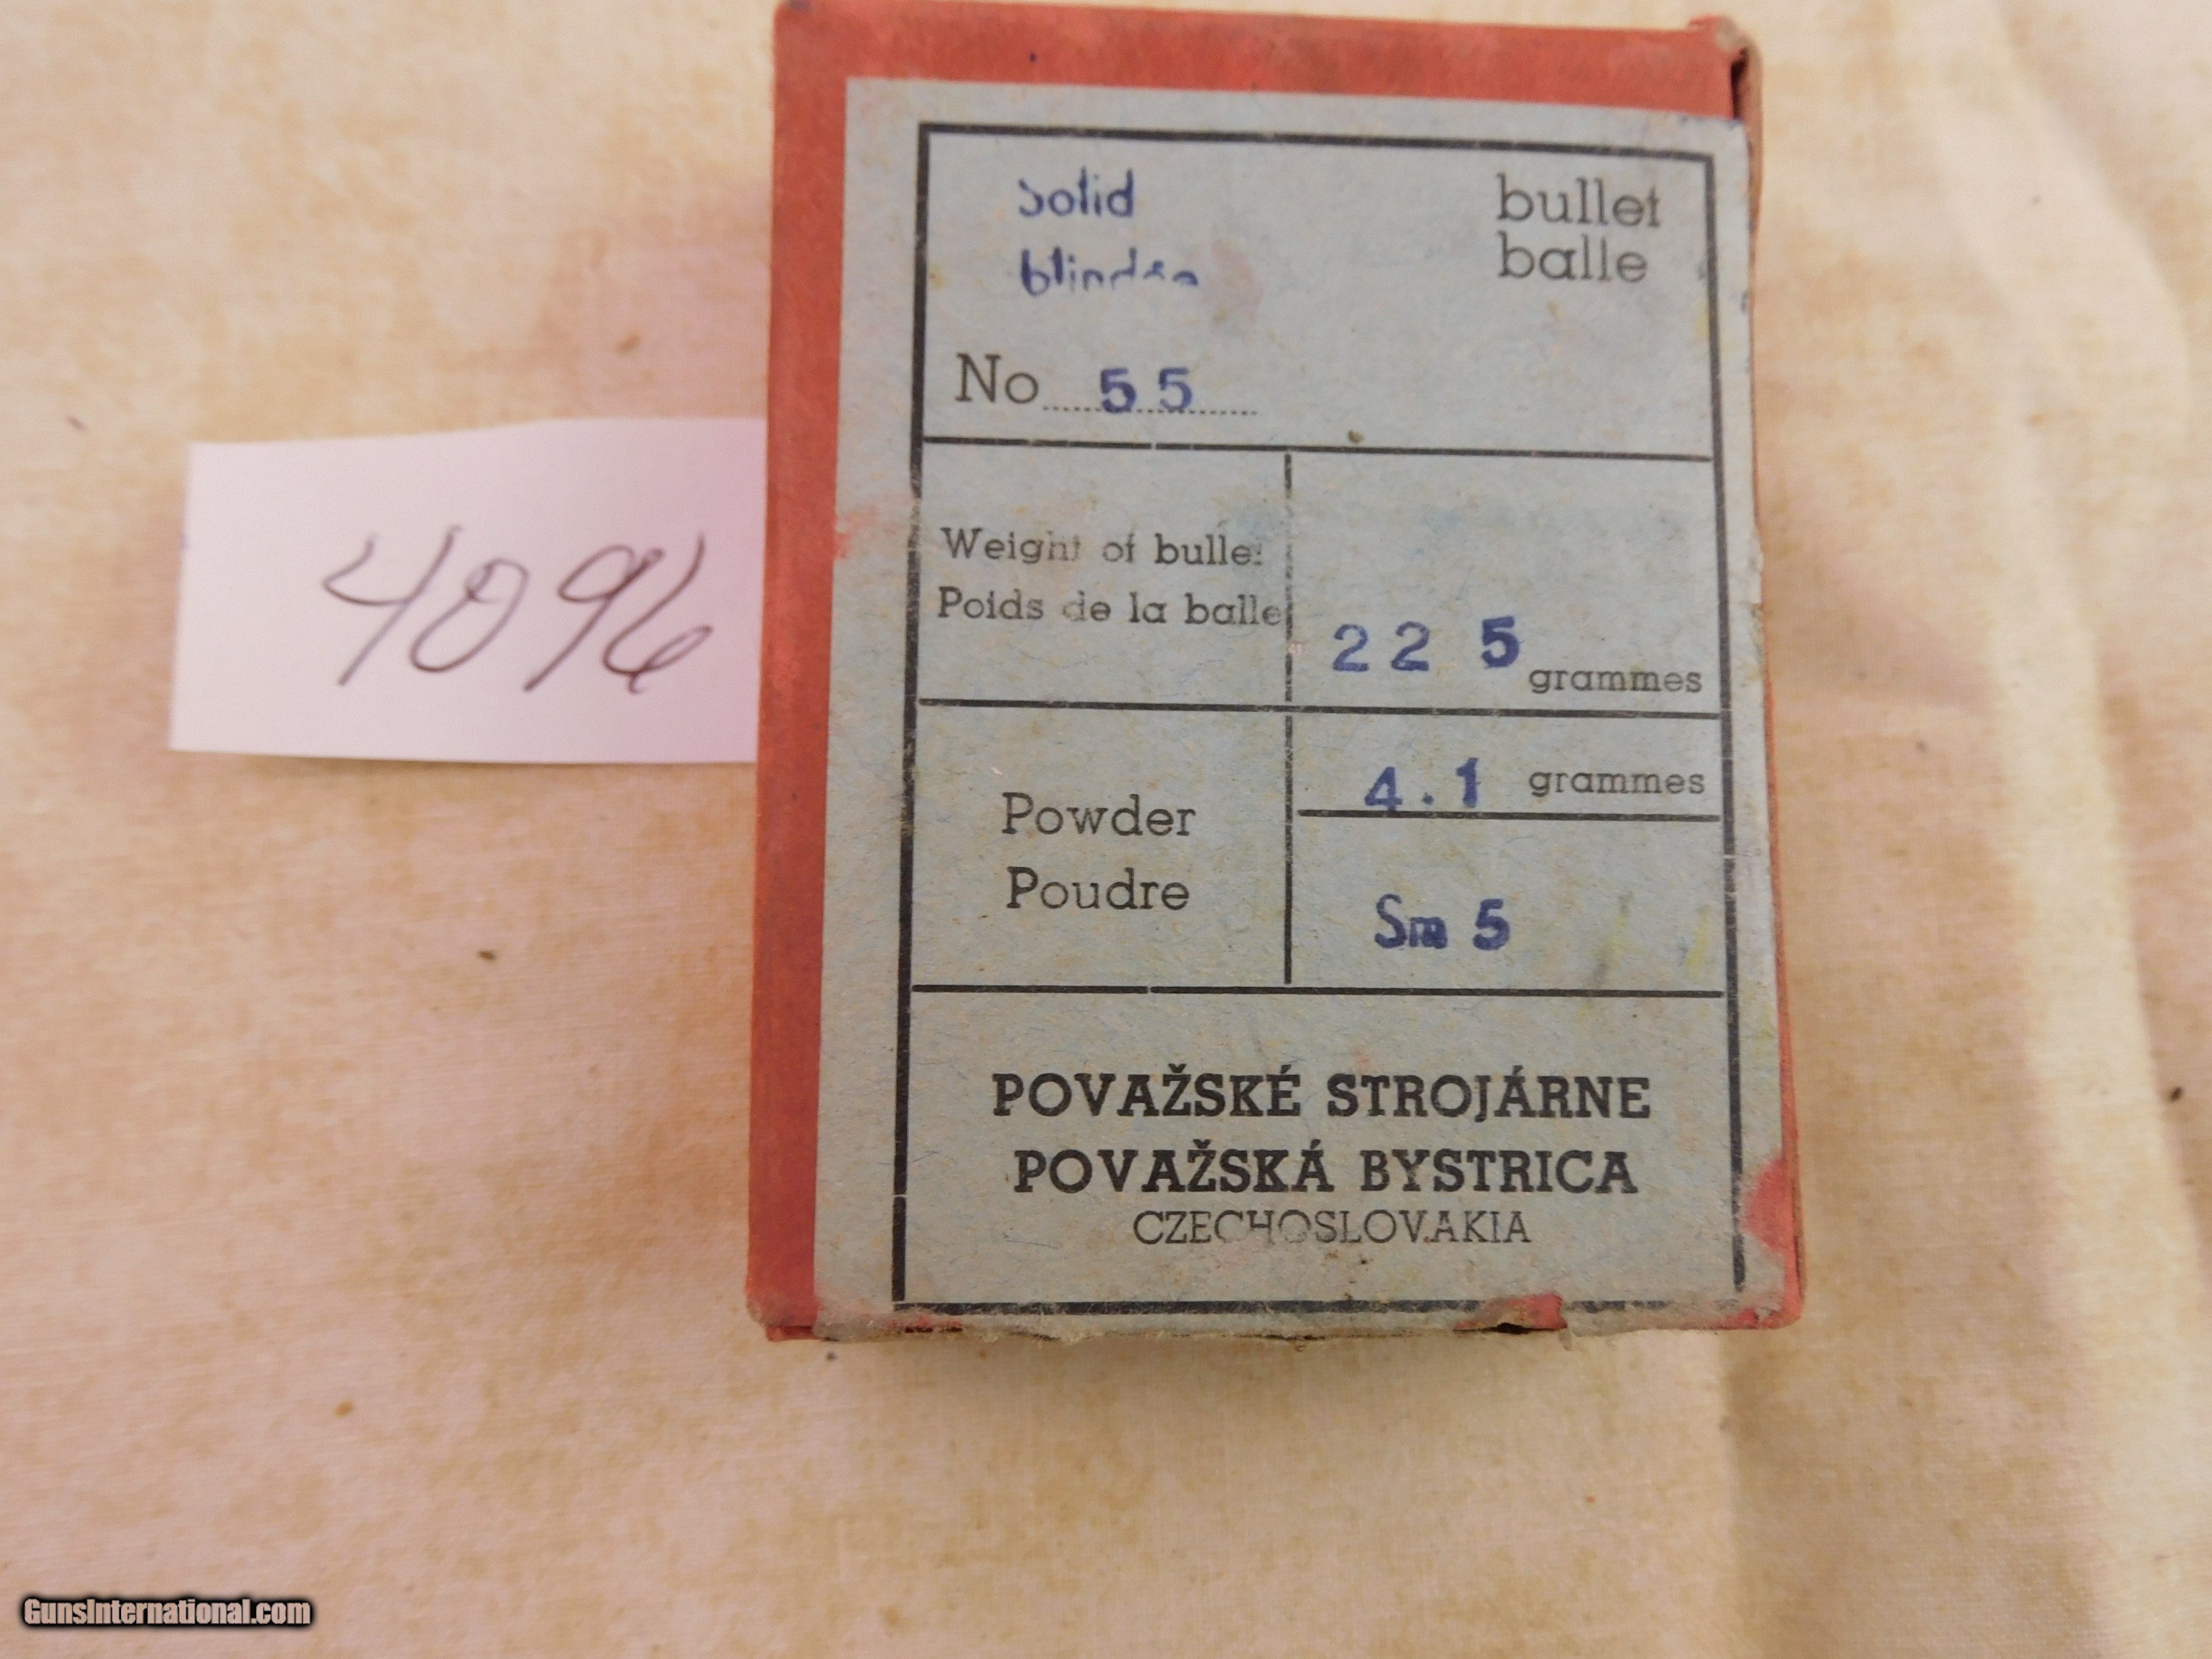 solid bullet
blindée balle
No 55
Weight of bullet
Poids de la balle
22 5 grammes
4.1 grammes
Powder
Poudre
Sm 5
POVAŽSKÉ STROJÁRNE
POVAŽSKÁ BYSTRICA
CZECHOSLOVAKIA
4096
GunsInternational.com